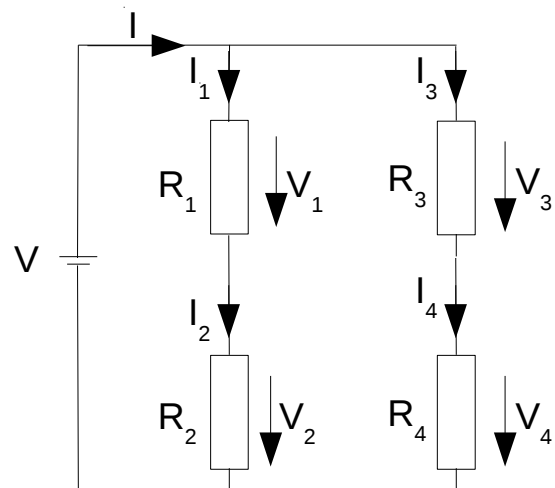 I
I₁ I₃
R₁ V₁ R₃ V₃
V
I₂ I₄
R₂ V₂ R₄ V₄